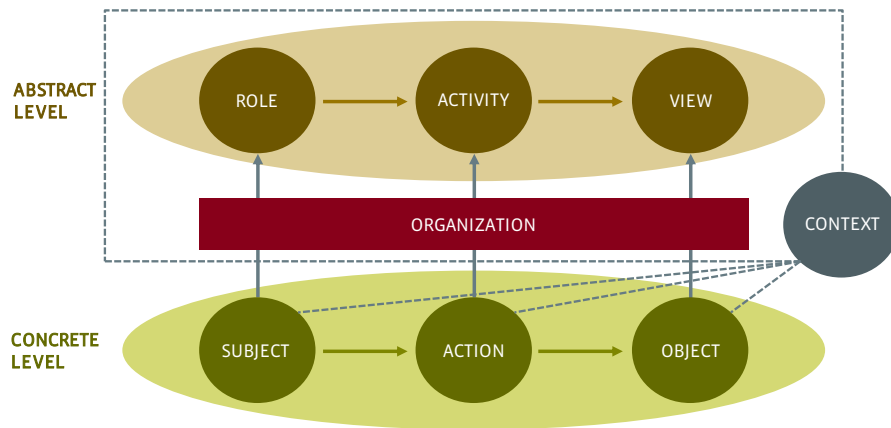 ABSTRACT
LEVEL
ROLE
ACTIVITY
VIEW
ORGANIZATION
CONTEXT
CONCRETE
LEVEL
SUBJECT
ACTION
OBJECT